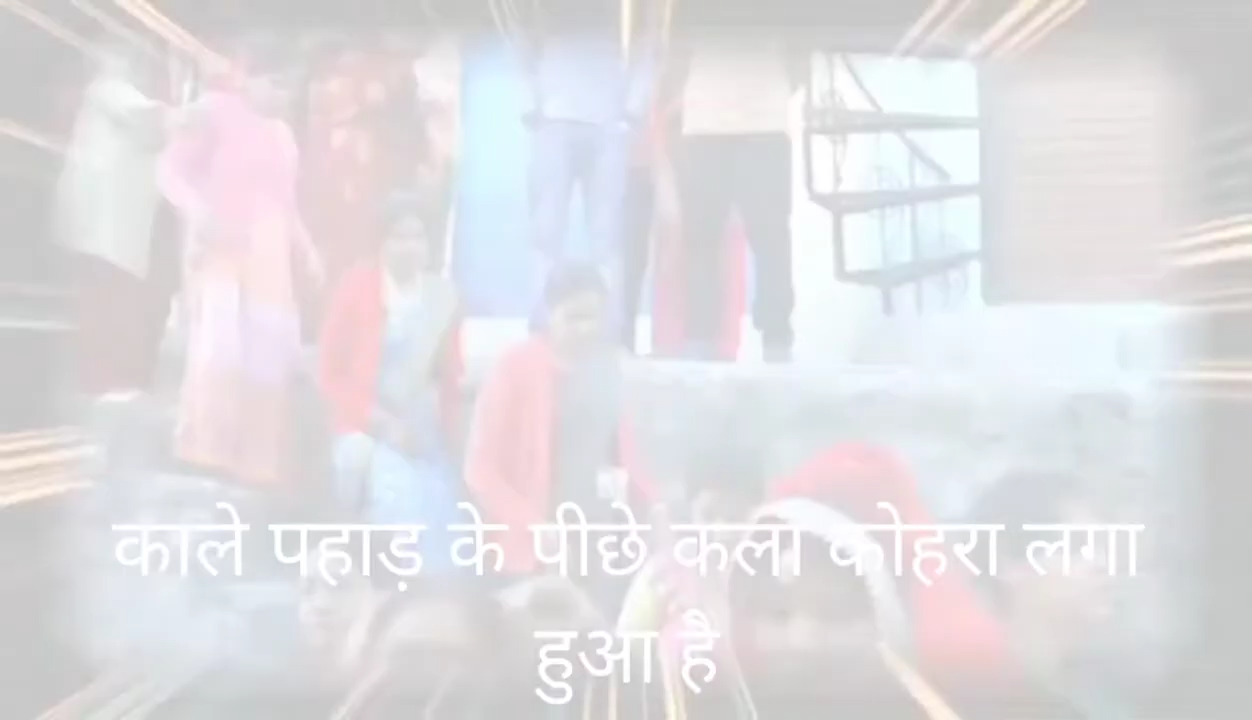 काले पहाड़ के पीछे कला कोहरा लगा
हुआ है